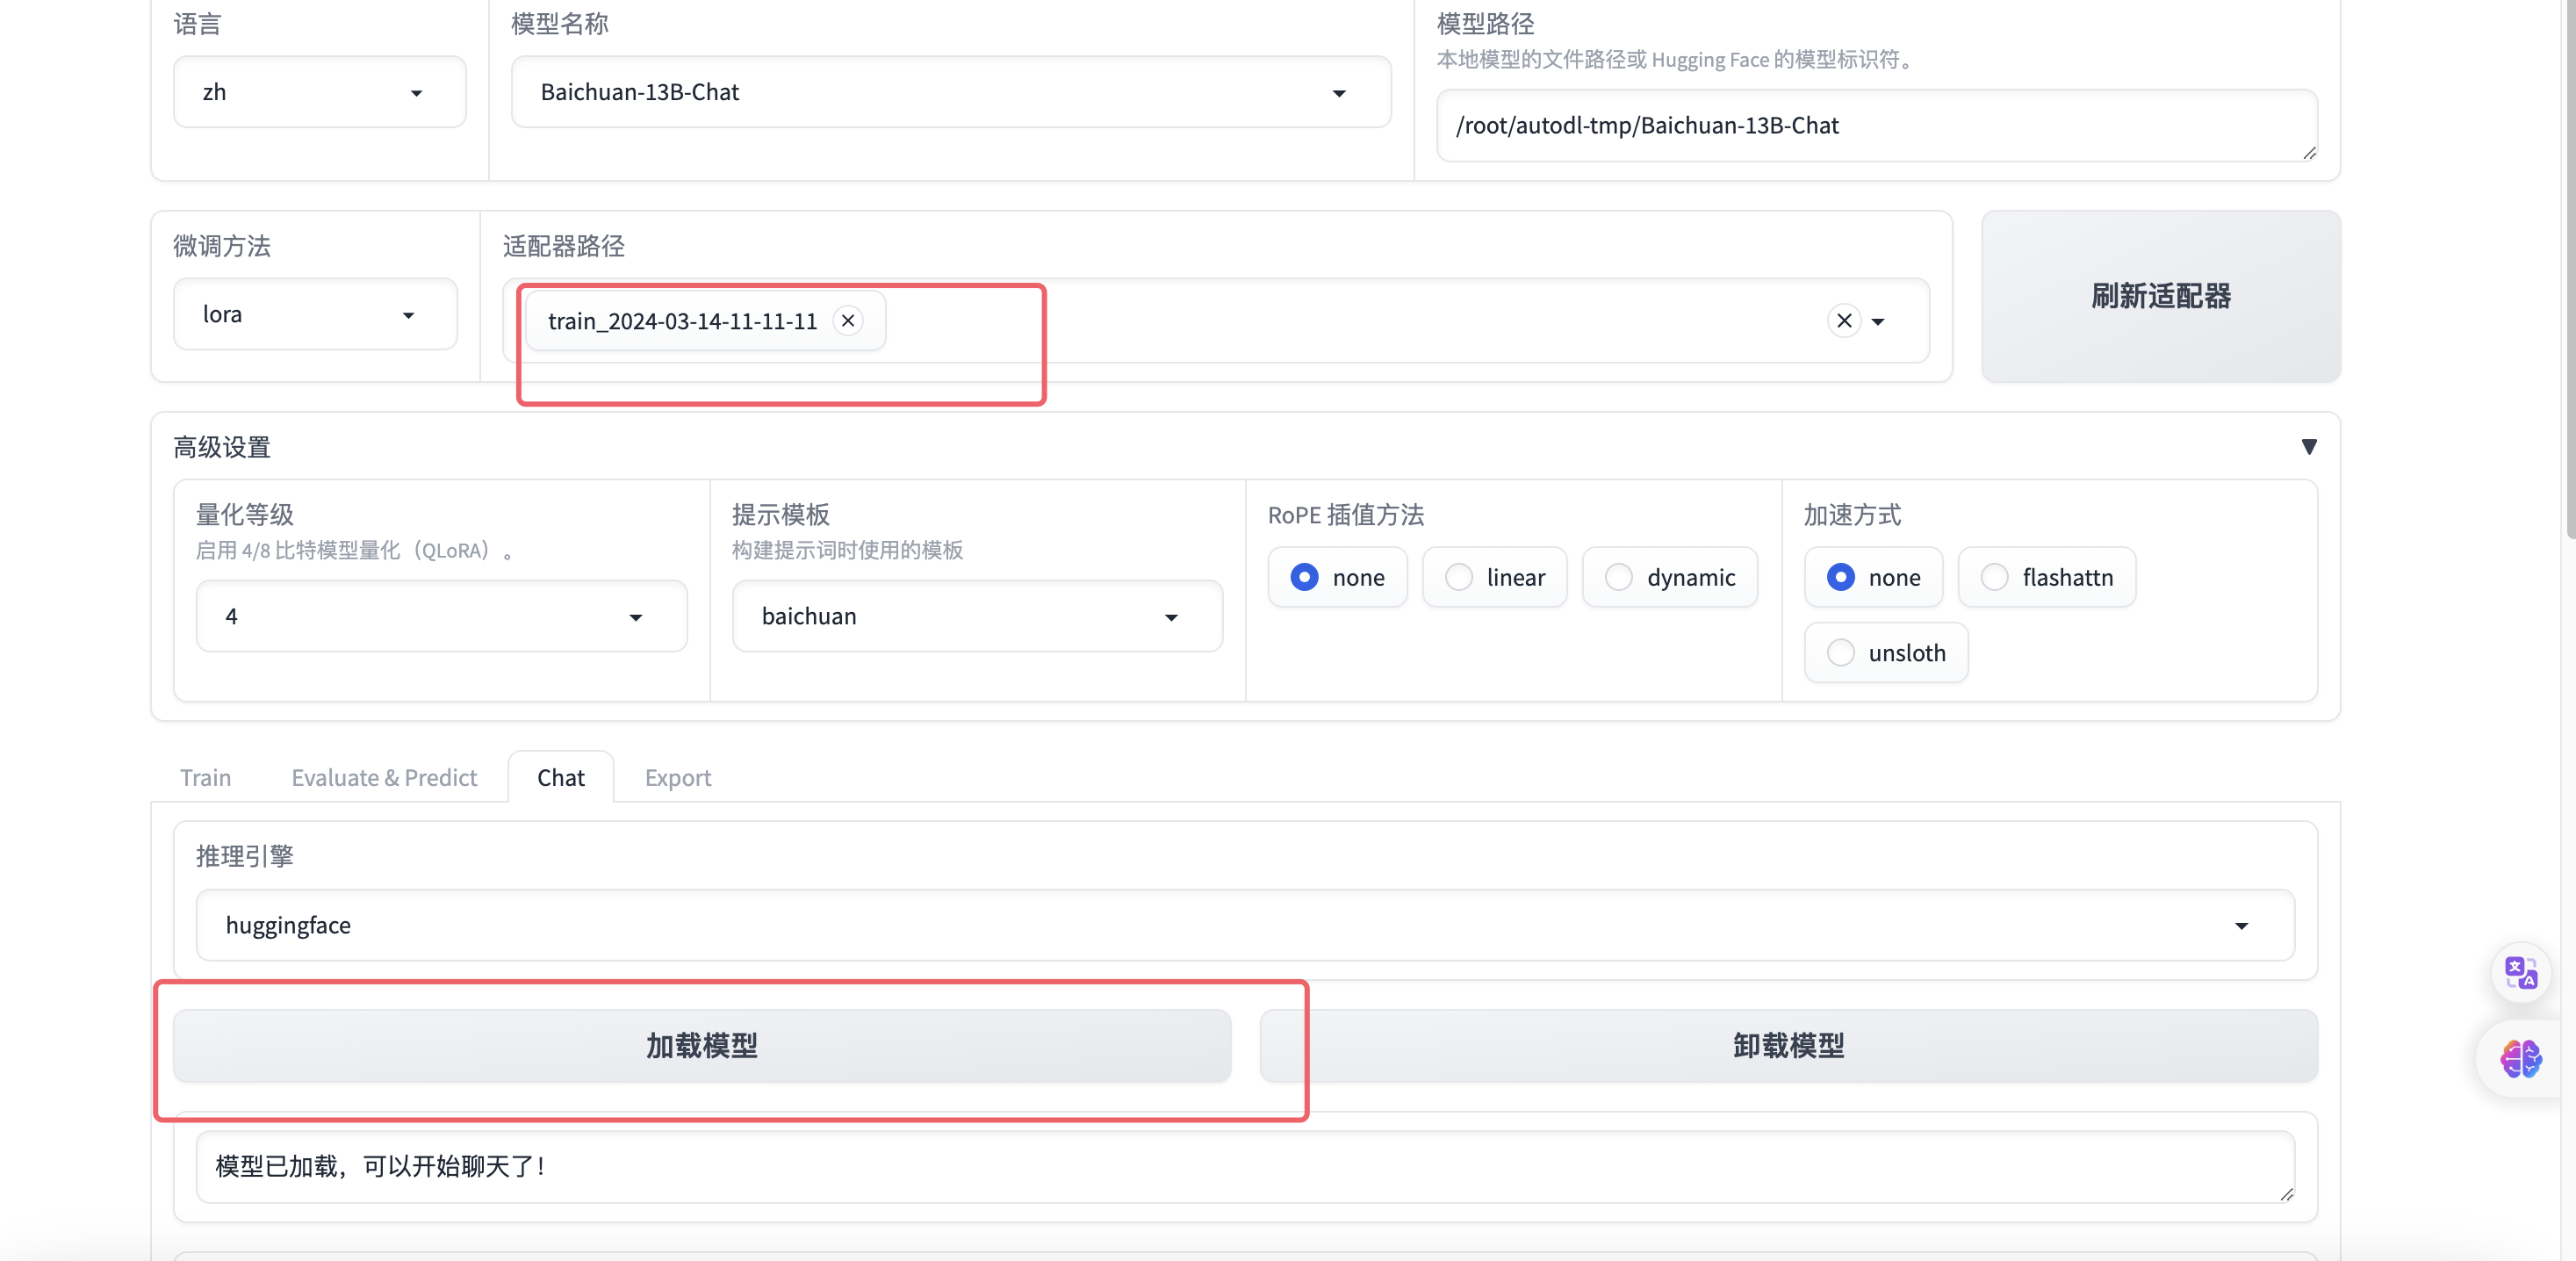 语言
zh
模型名称
Baichuan-13B-Chat
模型路径
本地模型的文件路径或 Hugging Face 的模型标识符。
/root/autodl-tmp/Baichuan-13B-Chat
微调方法
lora
适配器路径
train_2024-03-14-11-11-11
刷新适配器
高级设置
量化等级
启用 4/8 比特模型量化（QLoRA）。
4
提示模板
构建提示词时使用的模板
baichuan
RoPE 插值方法
none linear dynamic
加速方式
none flashattn
unsloth
Train Evaluate & Predict Chat Export
推理引擎
huggingface
加载模型
卸载模型
模型已加载，可以开始聊天了！